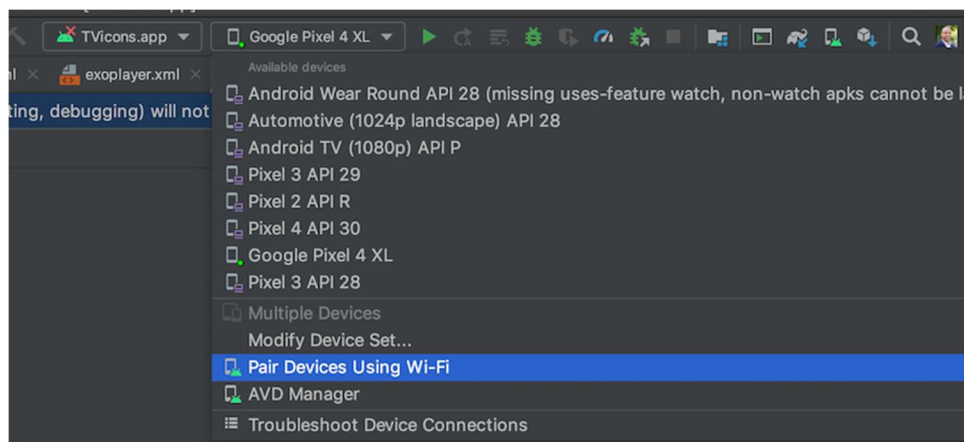 TVicons.app
Google Pixel 4 XL
exoplayer.xml
ting, debugging) will not
Available devices
Android Wear Round API 28 (missing uses-feature watch, non-watch apks cannot be
Automotive (1024p landscape) API 28
Android TV (1080p) API P
Pixel 3 API 29
Pixel 2 API R
Pixel 4 API 30
Google Pixel 4 XL
Pixel 3 API 28
Multiple Devices
Modify Device Set...
Pair Devices Using Wi-Fi
AVD Manager
Troubleshoot Device Connections